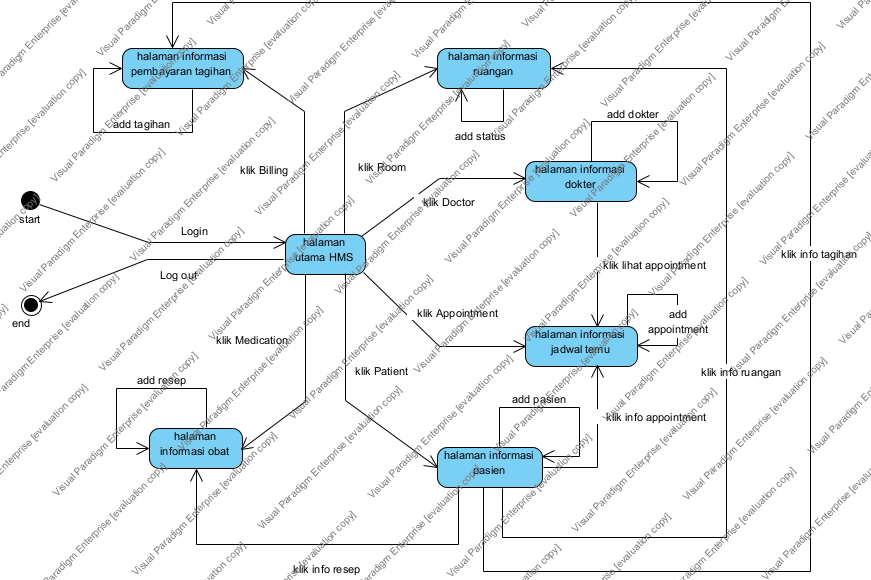 halaman informasi
pembayaran tagihan
add tagihan
halaman informasi
ruangan
add status
add dokter
halaman informasi
dokter
klik Billing
klik Room
klik Doctor
start
Login
halaman
utama HMS
Log out
end
klik lihat appointment
klik info tagihan
klik Appointment
add
appointment
halaman informasi
jadwal temu
klik Medication
klik Patient
klik info ruangan
add resep
add pasien
klik info appointment
halaman
informasi obat
halaman informasi
pasien
klik info resep
Visual Paradigm Enterprise [evaluation copy]